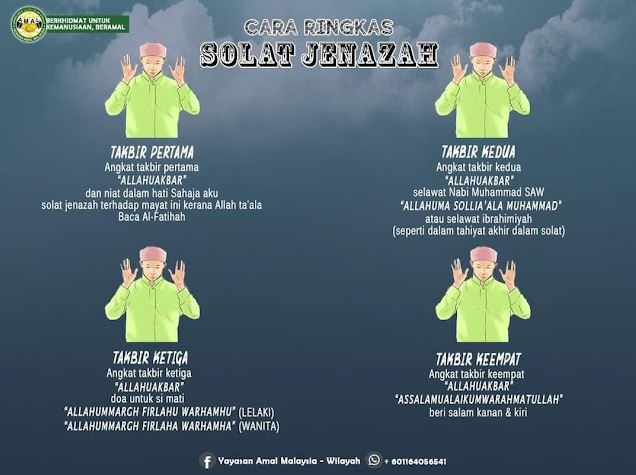 AMAL
BERKHIDMAT UNTUK
KEMANUSIAAN, BERAMAL
CARA RINGKAS
SOLAT JENAZAH
TAKBIR PERTAMA
Angkat takbir pertama
"ALLAHUAKBAR"
dan niat dalam hati Sahaja aku
solat jenazah terhadap mayat ini kerana Allah ta'ala
Baca Al-Fatihah
TAKBIR KEDUA
Angkat takbir kedua
"ALLAHUAKBAR"
selawat Nabi Muhammad SAW
"ALLAHUMA SOLLIA'ALA MUHAMMAD"
atau selawat ibrahimiyah
(seperti dalam tahiyat akhir dalam solat)
TAKBIR KETIGA
Angkat takbir ketiga
"ALLAHUAKBAR"
doa untuk si mati
"ALLAHUMMARGH FIRLAHU WARHAMHU" (LELAKI)
"ALLAHUMMARGH FIRLAHA WARHAMHA" (WANITA)
TAKBIR KEEMPAT
Angkat takbir keempat
"ALLAHUAKBAR"
"ASSALAMUALAIKUMWARAHMATULLAH"
beri salam kanan & kiri
Yayasan Amal Malaysia - Wilayah
+ 601164056541